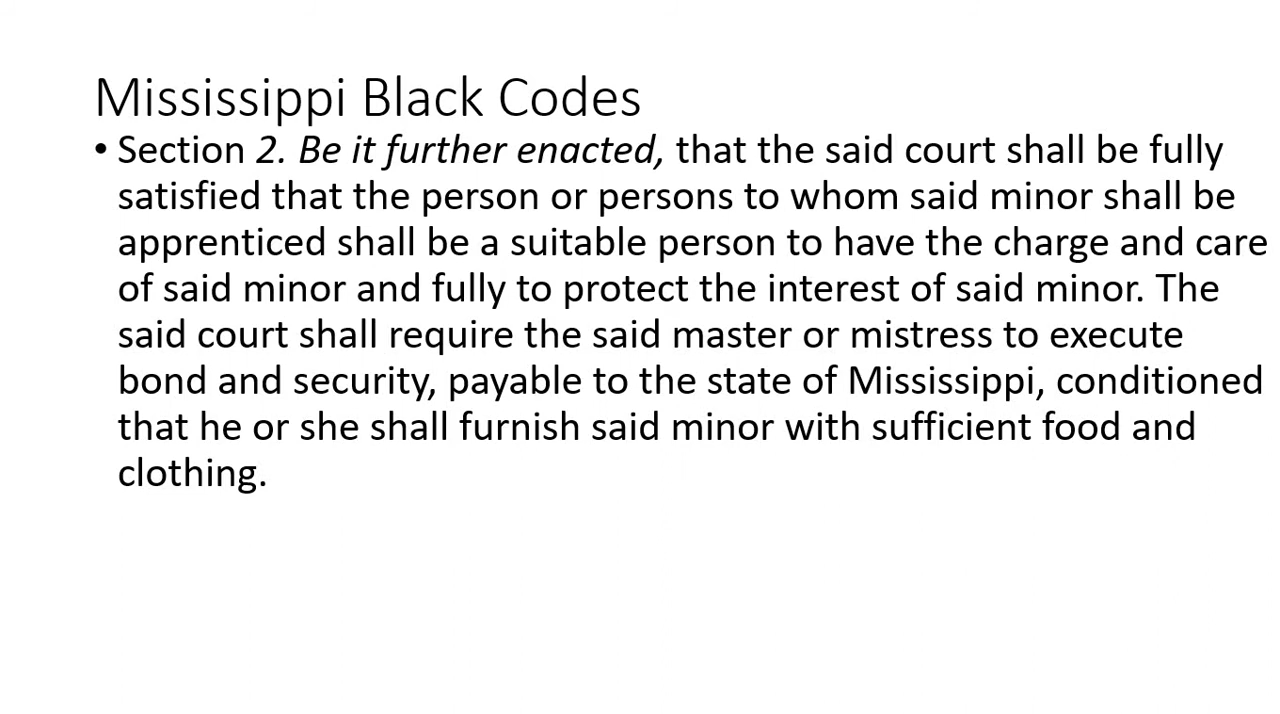 Mississippi Black Codes
• Section 2. Be it further enacted, that the said court shall be fully
satisfied that the person or persons to whom said minor shall be
apprenticed shall be a suitable person to have the charge and care
of said minor and fully to protect the interest of said minor. The
said court shall require the said master or mistress to execute
bond and security, payable to the state of Mississippi, conditioned
that he or she shall furnish said minor with sufficient food and
clothing.